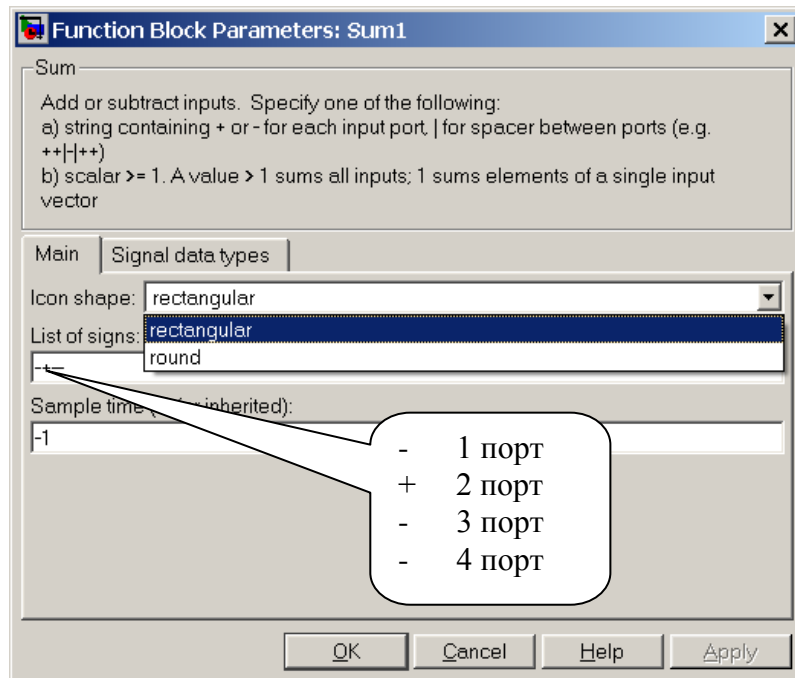 Function Block Parameters: Sum1
Sum
Add or subtract inputs. Specify one of the following:
a) string containing + or - for each input port, | for spacer between ports (e.g.
++|-|++)
b) scalar >= 1. A value > 1 sums all inputs; 1 sums elements of a single input
vector
Main
Signal data types
Icon shape:
rectangular
List of signs:
rectangular
round
-+--
Sample time inherited):
-1
- 1 порт
+ 2 порт
- 3 порт
- 4 порт
OK
Cancel
Help
Apply